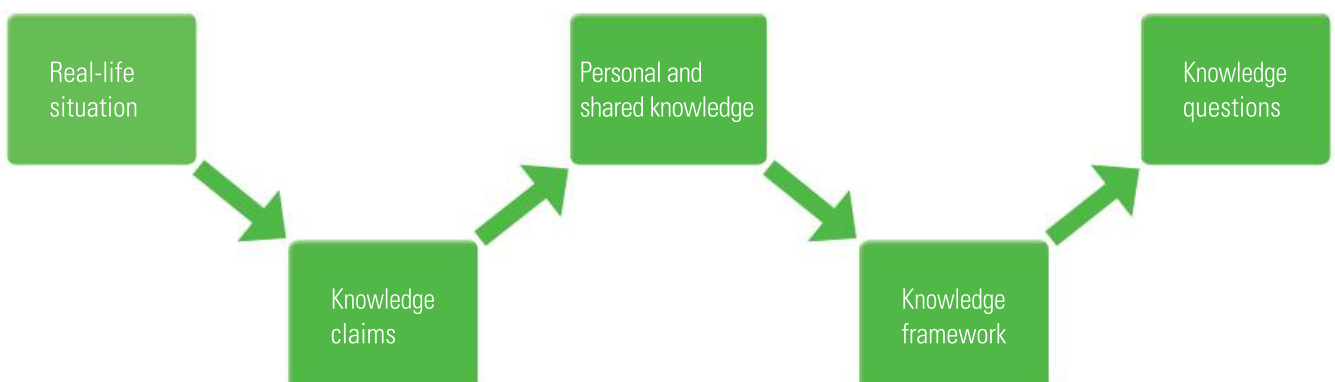 Real-life
situation
Knowledge
claims
Personal and
shared knowledge
Knowledge
framework
Knowledge
questions